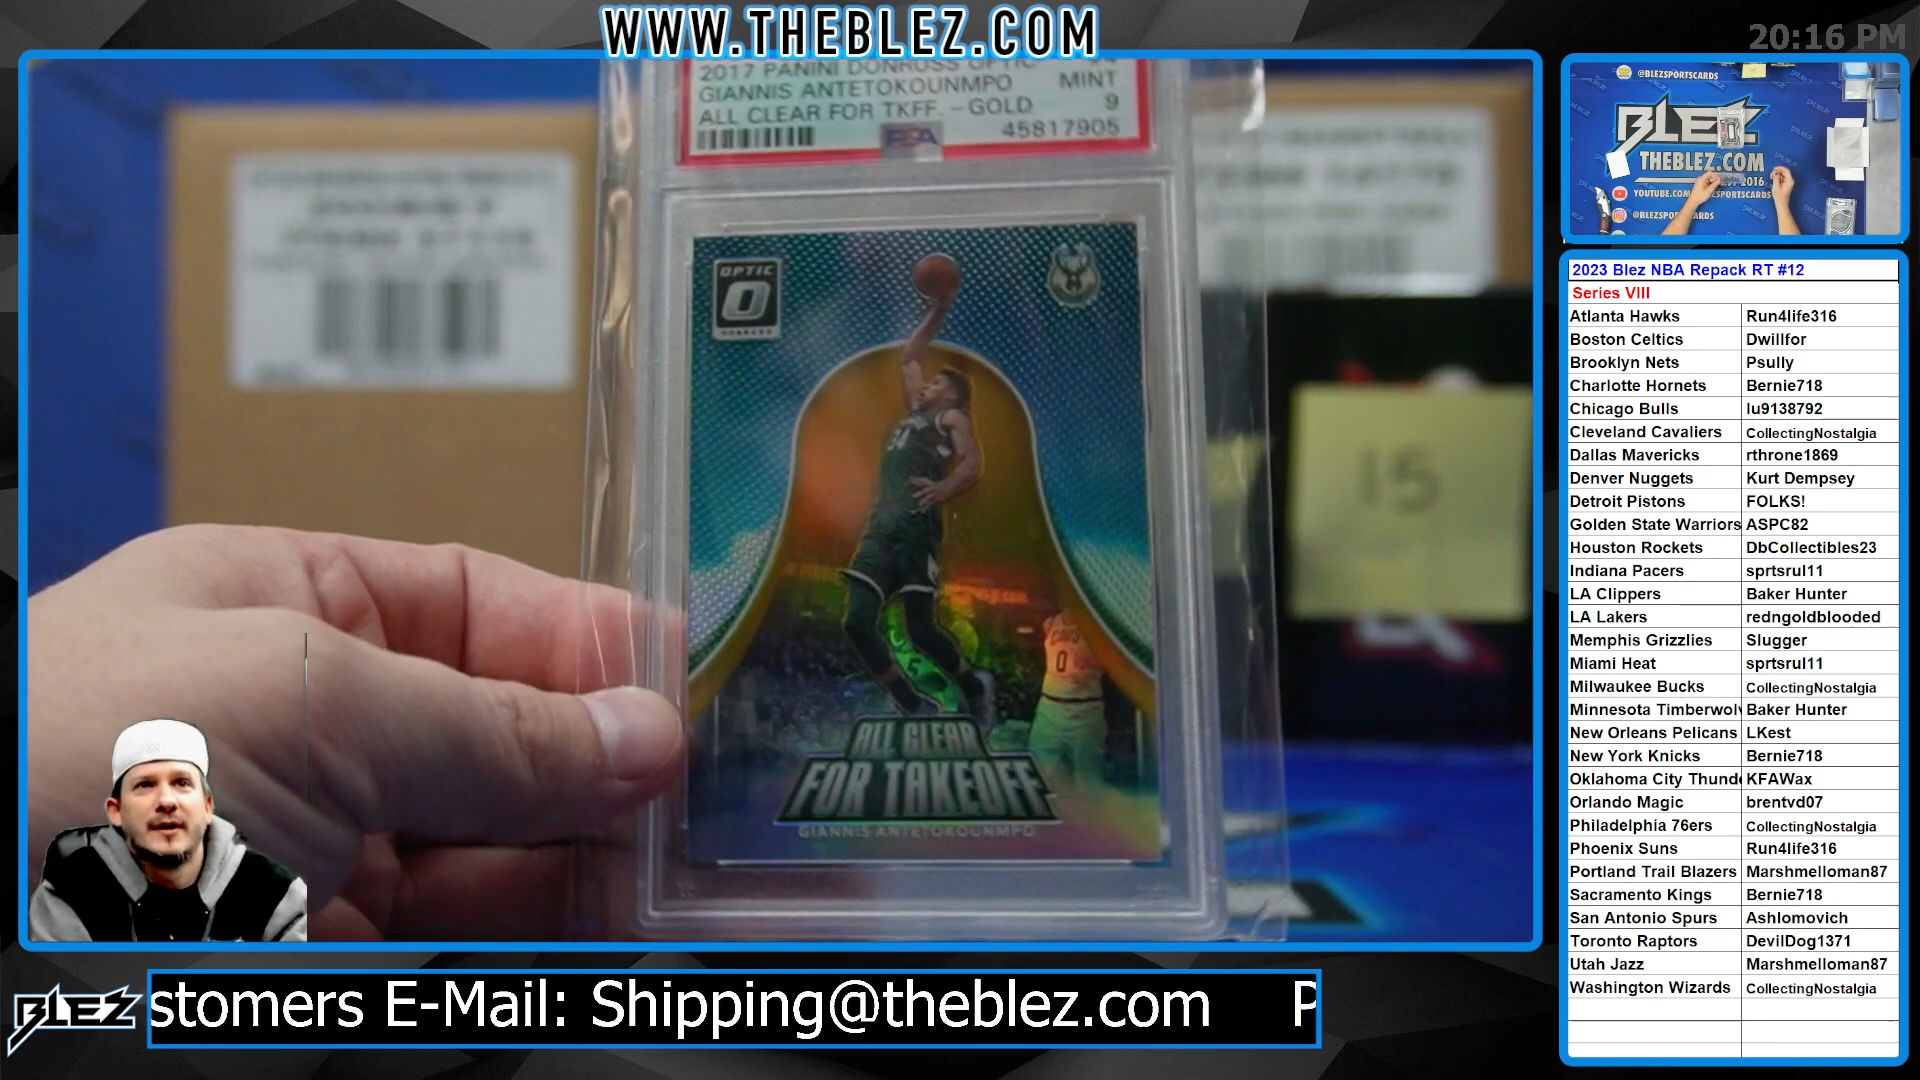 WWW.THEBLEZ.COM
20:16 PM
2017 PANINI DONRUSS OPTIC
GIANNIS ANTETOKOUNMPO MINT
ALL CLEAR FOR TKFF. - GOLD 9
PSA 45817905
OPTIC
DONRUSS
34
0
15
ALL CLEAR
FOR TAKEOFF
GIANNIS ANTETOKOUNMPO
@BLEZSPORTSCARDS
BLEZ
THEBLEZ.COM
2016
2023 Blez NBA Repack RT #12
Series VIII
Atlanta Hawks Run4life316
Boston Celtics Dwillfor
Brooklyn Nets Psully
Charlotte Hornets Bernie718
Chicago Bulls lu9138792
Cleveland Cavaliers CollectingNostalgia
Dallas Mavericks rthrone1869
Denver Nuggets Kurt Dempsey
Detroit Pistons FOLKS!
Golden State Warriors ASPC82
Houston Rockets DbCollectibles23
Indiana Pacers sprtsrul11
LA Clippers Baker Hunter
LA Lakers redngoldblooded
Memphis Grizzlies Slugger
Miami Heat sprtsrul11
Milwaukee Bucks CollectingNostalgia
Minnesota Timberwolv Baker Hunter
New Orleans Pelicans LKest
New York Knicks Bernie718
Oklahoma City Thunde KFAWax
Orlando Magic brentvd07
Philadelphia 76ers CollectingNostalgia
Phoenix Suns Run4life316
Portland Trail Blazers Marshmelloman87
Sacramento Kings Bernie718
San Antonio Spurs Ashlomovich
Toronto Raptors DevilDog1371
Utah Jazz Marshmelloman87
Washington Wizards CollectingNostalgia
BLEZ
stomers E-Mail: Shipping@theblez.com P